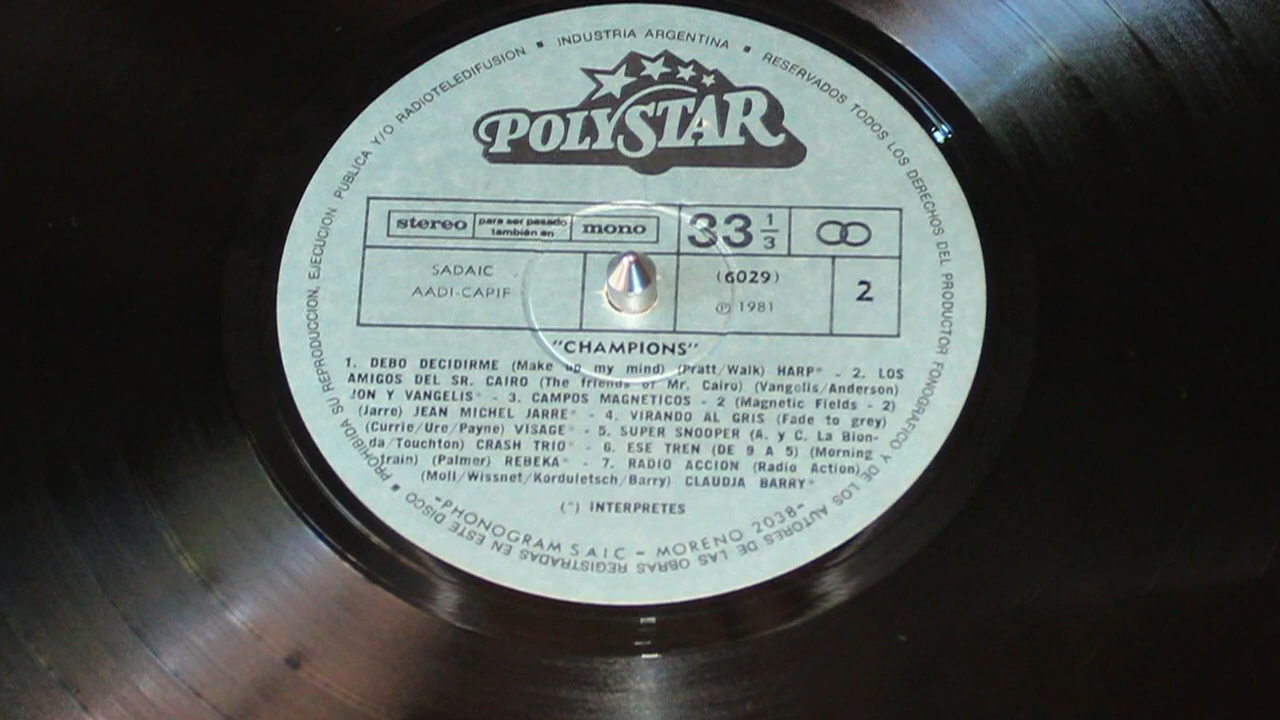 PROHIBIDA SU REPRODUCCION, EJECUCION PUBLICA Y/O RADIOTELEDIFUSION ▪ INDUSTRIA ARGENTINA ▪ RESERVADOS TODOS LOS DERECHOS DEL PRODUCTOR FONOGRAFICO Y DE LOS AUTORES DE LAS OBRAS REGISTRADAS EN ESTE DISCO ▪
POLYSTAR
stereo para ser pasado también en mono 33 1/3
SADAIC
AADI-CAPIF
(6029)
℗ 1981
2
"CHAMPIONS"
1. DEBO DECIDIRME (Make up my mind) (Pratt/Walk) HARP* - 2. LOS
AMIGOS DEL SR. CAIRO (The friends of Mr. Cairo) (Vangelis/Anderson)
JON Y VANGELIS* - 3. CAMPOS MAGNETICOS - 2 (Magnetic Fields - 2)
(Jarre) JEAN MICHEL JARRE* - 4. VIRANDO AL GRIS (Fade to grey)
(Currie/Ure/Payne) VISAGE* - 5. SUPER SNOOPER (A. y C. La Bion-
da/Touchton) CRASH TRIO* - 6. ESE TREN (DE 9 A 5) (Morning
train) (Palmer) REBEKA* - 7. RADIO ACCION (Radio Action)
(Moll/Wissnet/Korduletsch/Barry) CLAUDJA BARRY*
(*) INTERPRETES
-PHONOGRAM S A I C - MORENO 2038-